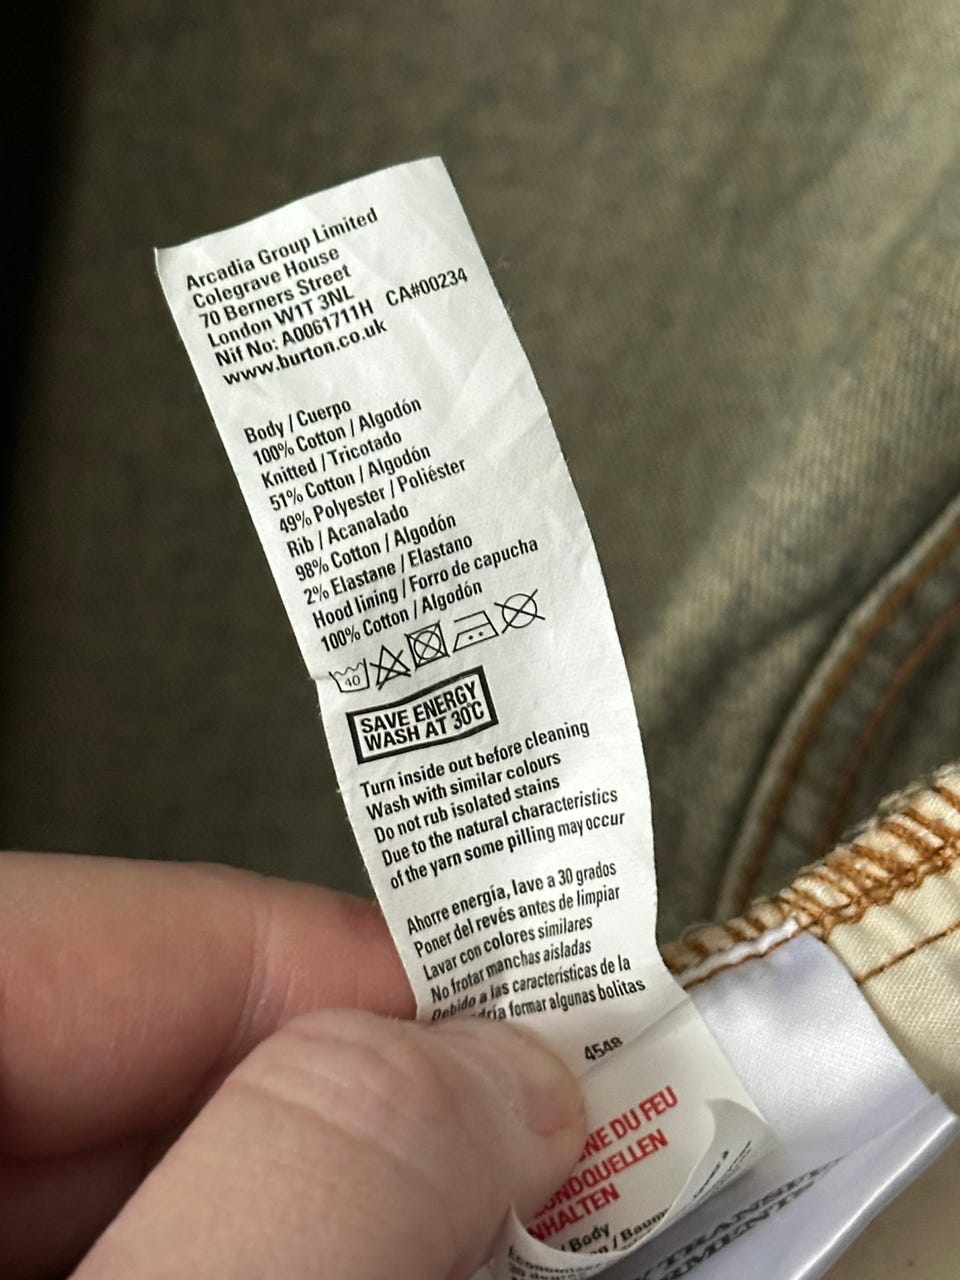 Arcadia Group Limited
Colegrave House
70 Berners Street
London W1T 3NL
Nif No: A0061711H CA#00234
www.burton.co.uk
Body / Cuerpo
100% Cotton / Algodón
Knitted / Tricotado
51% Cotton / Algodón
49% Polyester / Poliéster
Rib / Acanalado
98% Cotton / Algodón
2% Elastane / Elastano
Hood lining / Forro de capucha
100% Cotton / Algodón
40
SAVE ENERGY
WASH AT 30°C
Turn inside out before cleaning
Wash with similar colours
Do not rub isolated stains
Due to the natural characteristics
of the yarn some pilling may occur
Ahorre energía, lave a 30 grados
Poner del revés antes de limpiar
Lavar con colores similares
No frotar manchas aisladas
Debido a las características de la
formar algunas bolitas
4548
DU FEU
/ Body